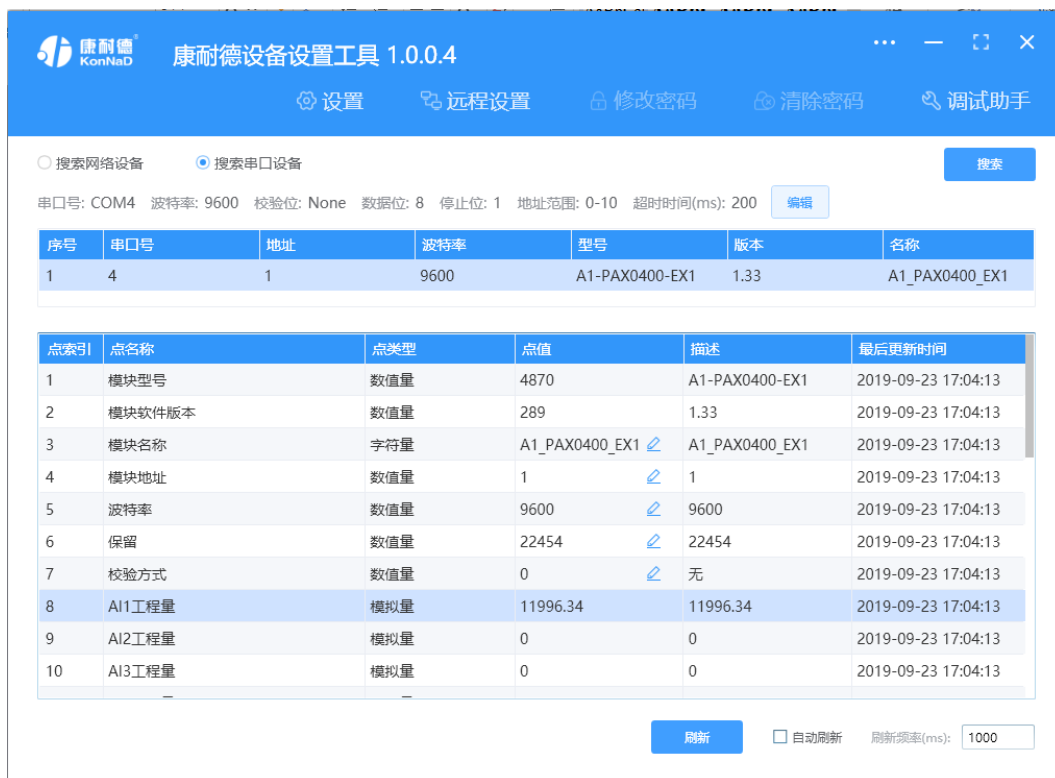 康耐德
KonNaD
康耐德设备设置工具 1.0.0.4
设置 远程设置 修改密码 清除密码 调试助手
搜索网络设备 搜索串口设备 搜索
串口号: COM4 波特率: 9600 校验位: None 数据位: 8 停止位: 1 地址范围: 0-10 超时时间(ms): 200 编辑
序号 串口号 地址 波特率 型号 版本 名称
1 4 1 9600 A1-PAX0400-EX1 1.33 A1_PAX0400_EX1
点索引 点名称 点类型 点值 描述 最后更新时间
1 模块型号 数值量 4870 A1-PAX0400-EX1 2019-09-23 17:04:13
2 模块软件版本 数值量 289 1.33 2019-09-23 17:04:13
3 模块名称 字符量 A1_PAX0400_EX1 A1_PAX0400_EX1 2019-09-23 17:04:13
4 模块地址 数值量 1 1 2019-09-23 17:04:13
5 波特率 数值量 9600 9600 2019-09-23 17:04:13
6 保留 数值量 22454 22454 2019-09-23 17:04:13
7 校验方式 数值量 0 无 2019-09-23 17:04:13
8 AI1工程量 模拟量 11996.34 11996.34 2019-09-23 17:04:13
9 AI2工程量 模拟量 0 0 2019-09-23 17:04:13
10 AI3工程量 模拟量 0 0 2019-09-23 17:04:13
刷新 自动刷新 刷新频率(ms): 1000